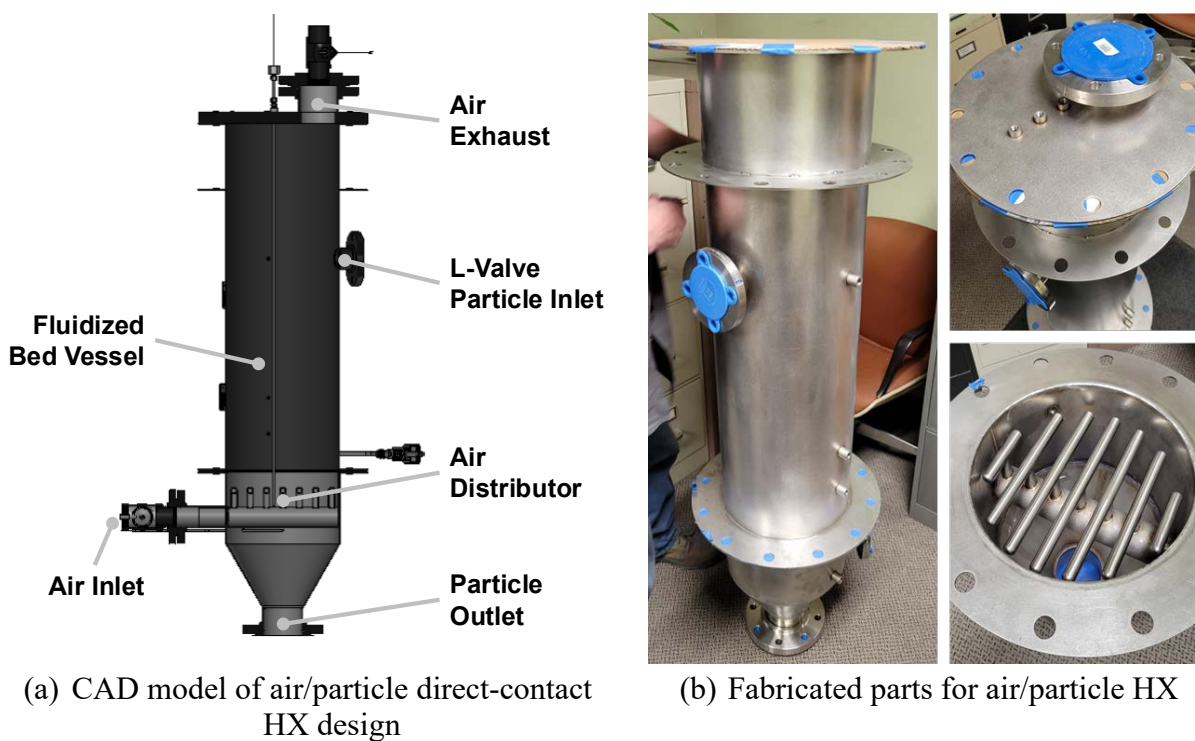 Air
Exhaust
L-Valve
Particle Inlet
Fluidized
Bed Vessel
Air
Distributor
Air Inlet
Particle
Outlet
(a) CAD model of air/particle direct-contact
HX design
(b) Fabricated parts for air/particle HX